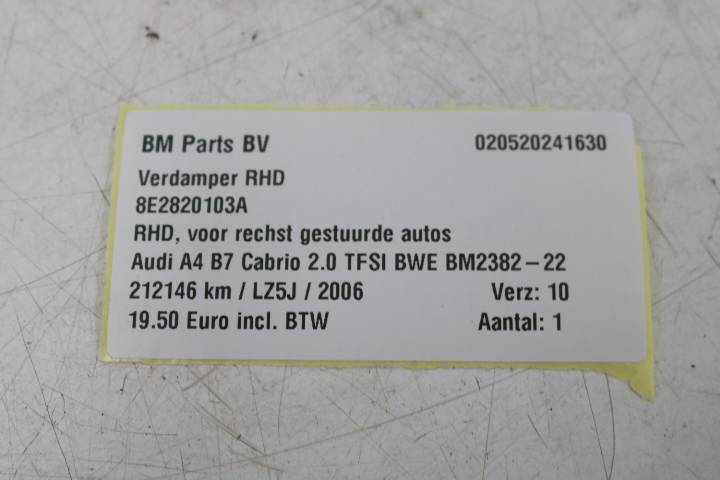 BM Parts BV 020520241630
Verdamper RHD
8E2820103A
RHD, voor rechst gestuurde autos
Audi A4 B7 Cabrio 2.0 TFSI BWE BM2382-22
212146 km / LZ5J / 2006 Verz: 10
19.50 Euro incl. BTW Aantal: 1